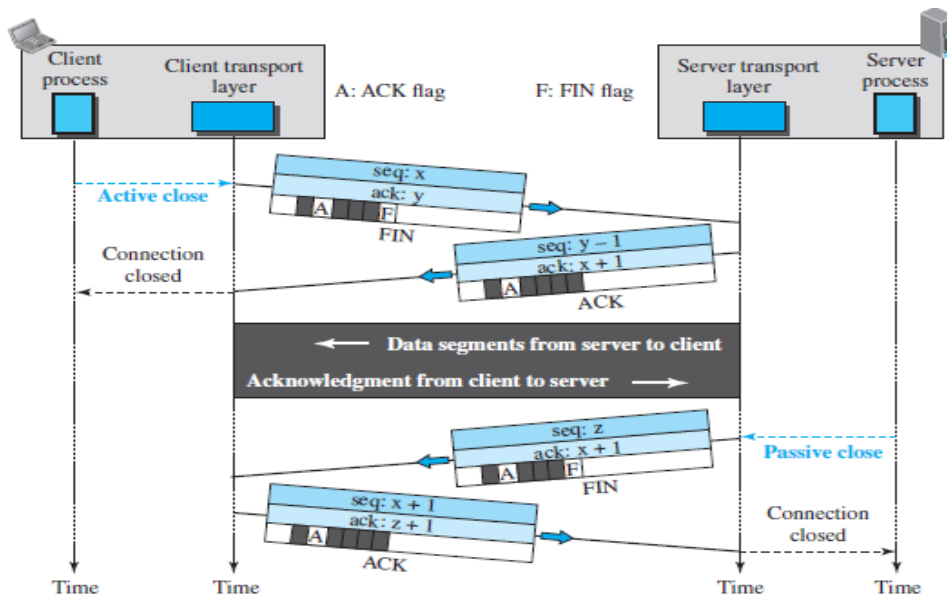 Client
process
Client transport
layer
A: ACK flag
F: FIN flag
Server transport
layer
Server
process
Active close
seq: x
ack: y
A
F
FIN
Connection
closed
seq: y – 1
ack: x + 1
A
ACK
Data segments from server to client
Acknowledgment from client to server
seq: z
ack: x + 1
A
F
FIN
Passive close
seq: x + 1
ack: z + 1
A
ACK
Connection
closed
Time
Time
Time
Time